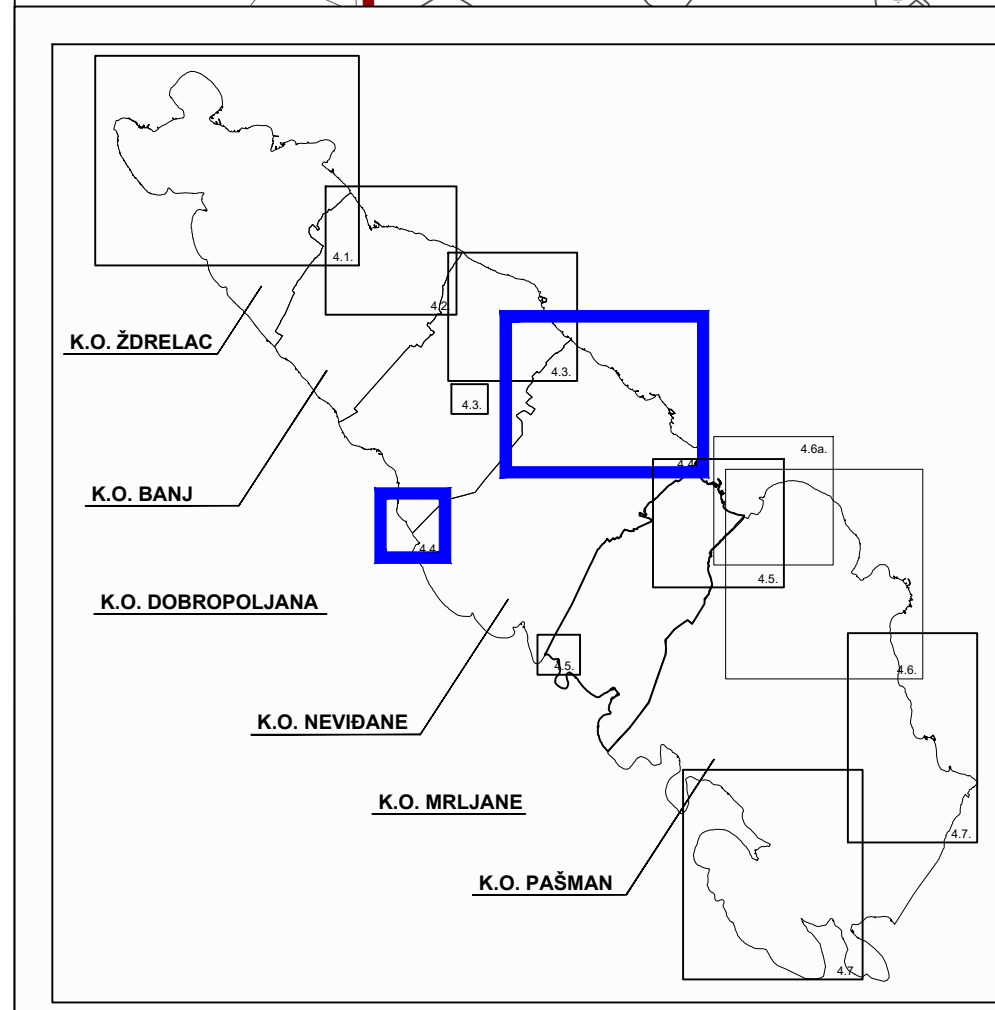 4.1.
4.2.
K.O. ŽDRELAC
4.3.
4.3.
4.6a.
4.4.
K.O. BANJ
4.4.
4.5.
K.O. DOBROPOLJANA
4.5.
4.6.
K.O. NEVIĐANE
K.O. MRLJANE
4.7.
K.O. PAŠMAN
4.7